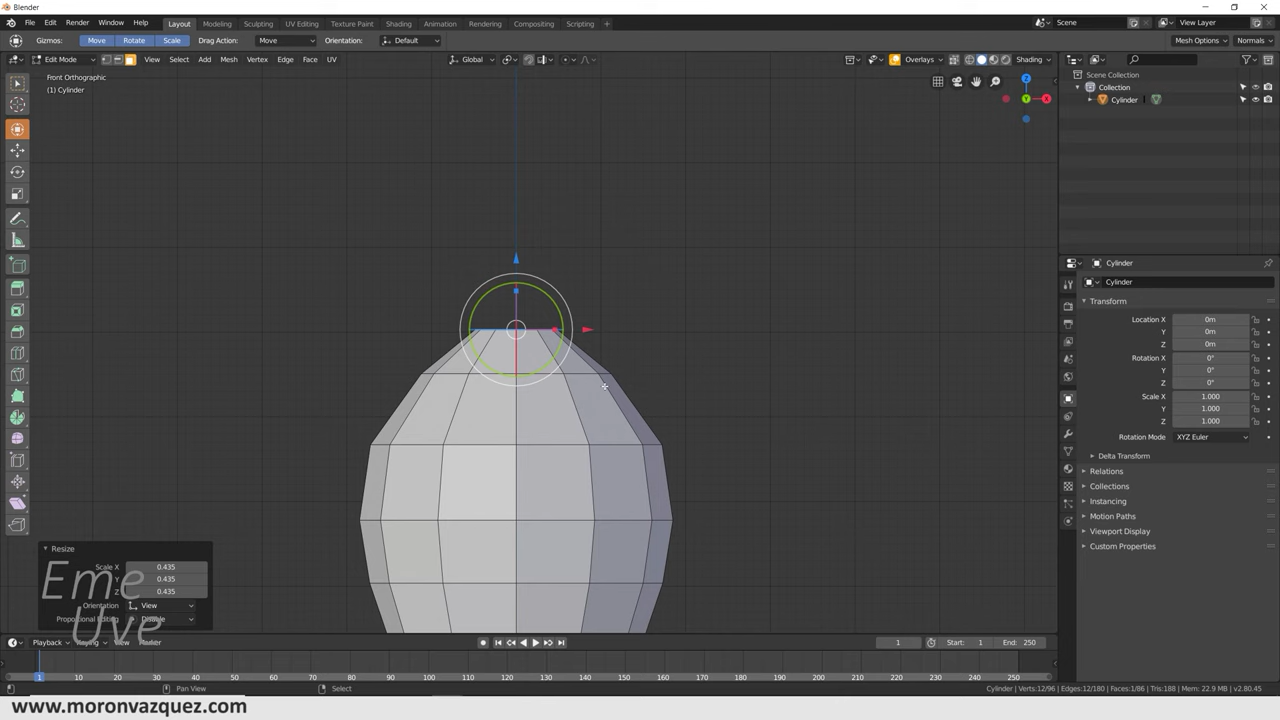 Blender
File Edit Render Window Help Layout Modeling Sculpting UV Editing Texture Paint Shading Animation Rendering Compositing Scripting + Scene View Layer
Gizmos: Move Rotate Scale Drag Action: Move Orientation: Default Mesh Options Normals
Edit Mode View Select Add Mesh Vertex Edge Face UV Global Overlays Shading
Front Orthographic
(1) Cylinder
Z
Y
X
Scene Collection
Collection
Cylinder
Cylinder
Cylinder
Transform
Location X 0m
Y 0m
Z 0m
Rotation X 0°
Y 0°
Z 0°
Scale X 1.000
Y 1.000
Z 1.000
Rotation Mode XYZ Euler
Delta Transform
Relations
Collections
Instancing
Motion Paths
Viewport Display
Custom Properties
Resize
Scale X 0.435
Y 0.435
Z 0.435
Orientation View
Proportional Editing Disable
Eme
Uve
Playback Keying View Marker 1 Start: 1 End: 250
1 10 20 30 40 50 60 70 80 90 100 110 120 130 140 150 160 170 180 190 200 210 220 230 240 250
Pan View Select Cylinder | Verts:12/96 | Edges:12/180 | Faces:1/86 | Tris:188 | Mem: 22.9 MB | v2.80.45
www.moronvazquez.com